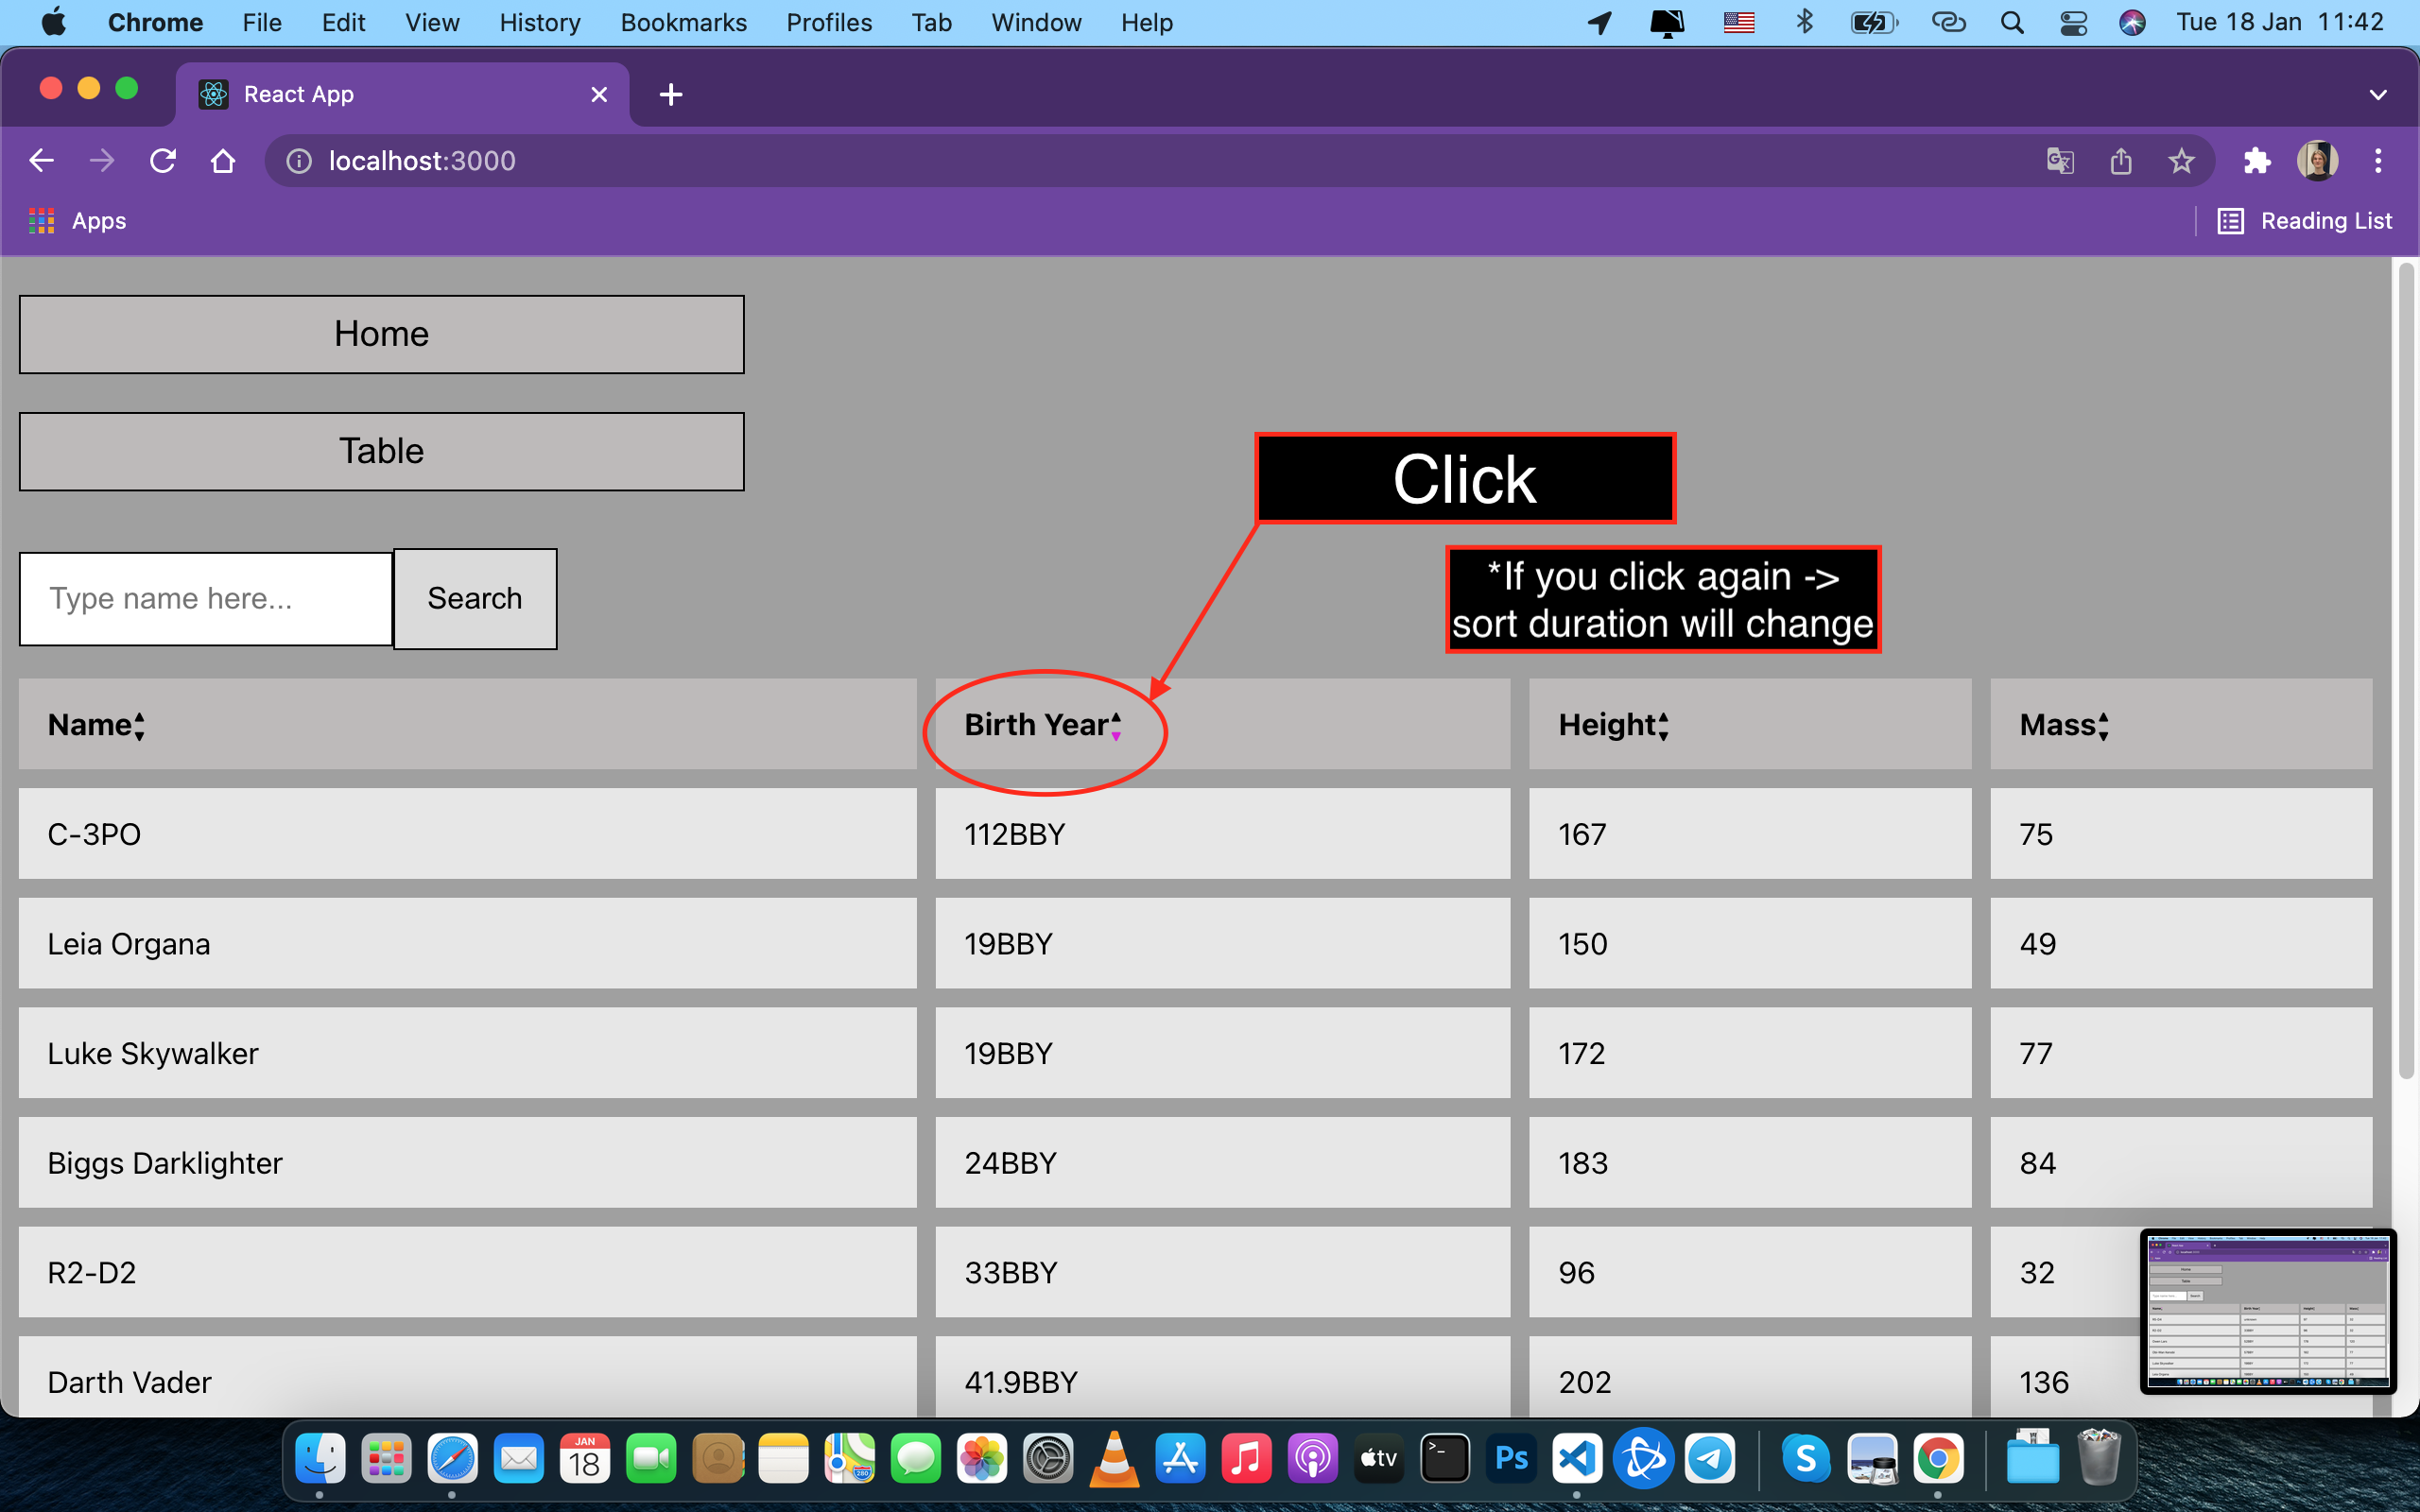 Chrome File Edit View History Bookmarks Profiles Tab Window Help Tue 18 Jan 11:42
React App
localhost:3000
Apps Reading List
Home
Table
Click
*If you click again ->
sort duration will change
Type name here... Search
Name Birth Year Height Mass
C-3PO 112BBY 167 75
Leia Organa 19BBY 150 49
Luke Skywalker 19BBY 172 77
Biggs Darklighter 24BBY 183 84
R2-D2 33BBY 96 32
Darth Vader 41.9BBY 202 136
JAN
18
280
tv
Ps
S